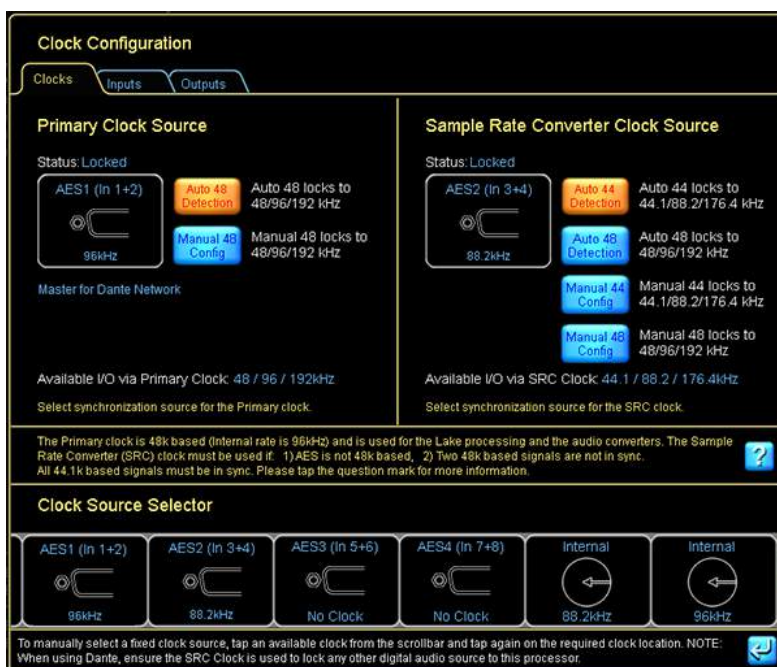 Clock Configuration
Clocks
Inputs
Outputs
Primary Clock Source
Status: Locked
AES1 (In 1+2)
96kHz
Auto 48
Detection
Auto 48 locks to
48/96/192 kHz
Manual 48
Config
Manual 48 locks to
48/96/192 kHz
Master for Dante Network
Available I/O via Primary Clock: 48 / 96 / 192kHz
Select synchronization source for the Primary clock.
Sample Rate Converter Clock Source
Status: Locked
AES2 (In 3+4)
88.2kHz
Auto 44
Detection
Auto 44 locks to
44.1/88.2/176.4 kHz
Auto 48
Detection
Auto 48 locks to
48/96/192 kHz
Manual 44
Config
Manual 44 locks to
44.1/88.2/176.4 kHz
Manual 48
Config
Manual 48 locks to
48/96/192 kHz
Available I/O via SRC Clock: 44.1 / 88.2 / 176.4kHz
Select synchronization source for the SRC clock.
The Primary clock is 48k based (Internal rate is 96kHz) and is used for the Lake processing and the audio converters. The Sample
Rate Converter (SRC) clock must be used if: 1) AES is not 48k based, 2) Two 48k based signals are not in sync.
All 44.1k based signals must be in sync. Please tap the question mark for more information.
?
Clock Source Selector
AES1 (In 1+2)
96kHz
AES2 (In 3+4)
88.2kHz
AES3 (In 5+6)
No Clock
AES4 (In 7+8)
No Clock
Internal
88.2kHz
Internal
96kHz
To manually select a fixed clock source, tap an available clock from the scrollbar and tap again on the required clock location. NOTE:
When using Dante, ensure the SRC Clock is used to lock any other digital audio source to this processor.